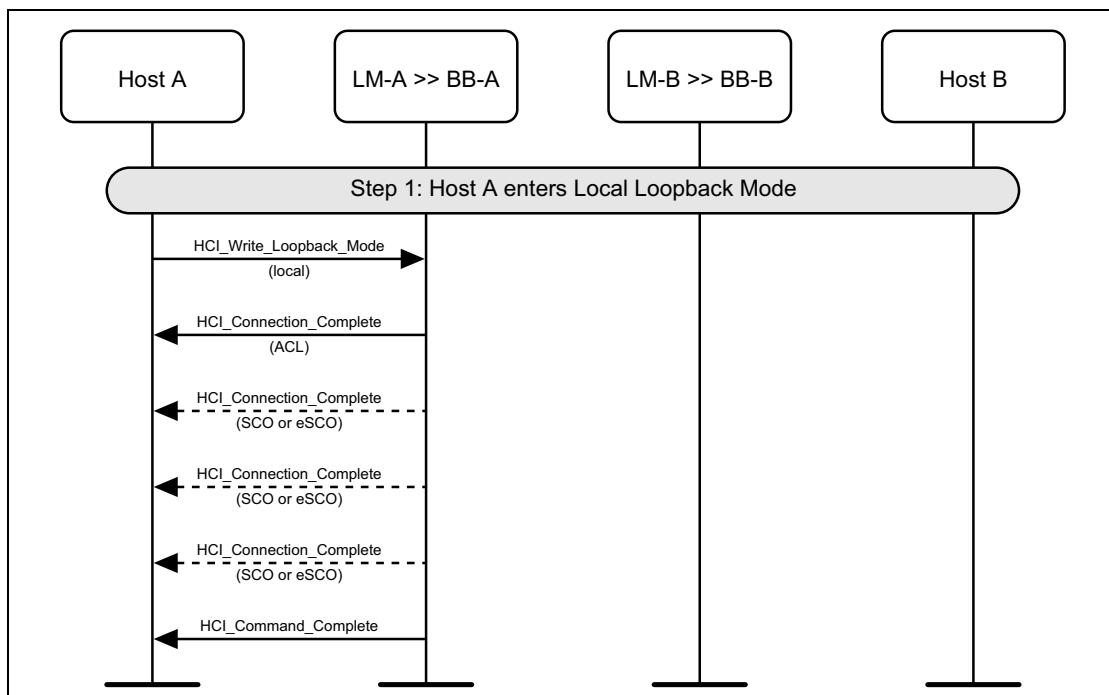 Host A
LM-A >> BB-A
LM-B >> BB-B
Host B
Step 1: Host A enters Local Loopback Mode
HCI_Write_Loopback_Mode
(local)
HCI_Connection_Complete
(ACL)
HCI_Connection_Complete
(SCO or eSCO)
HCI_Connection_Complete
(SCO or eSCO)
HCI_Connection_Complete
(SCO or eSCO)
HCI_Command_Complete